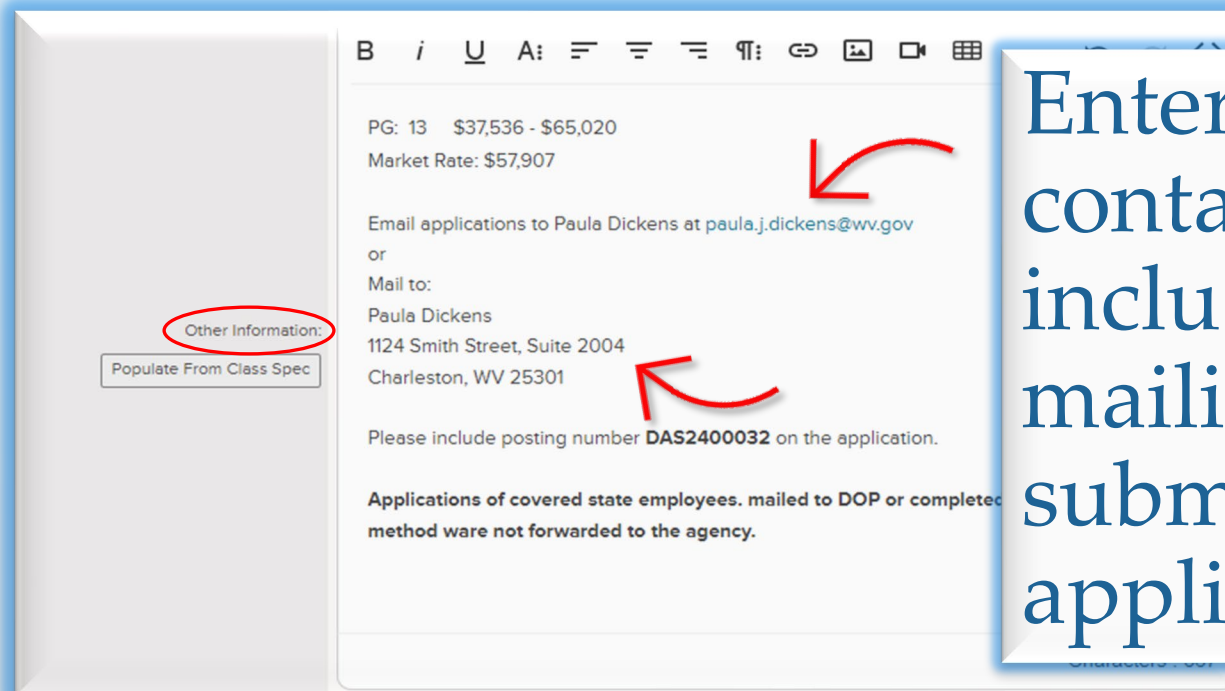 B i U A
PG: 13 $37,536 - $65,020
Market Rate: $57,907
Email applications to Paula Dickens at paula.j.dickens@wv.gov
or
Mail to:
Paula Dickens
1124 Smith Street, Suite 2004
Charleston, WV 25301
Please include posting number DAS2400032 on the application.
Applications of covered state employees. mailed to DOP or completed
method ware not forwarded to the agency.
Other Information:
Populate From Class Spec
Enter
conta
inclu
maili
subm
appli